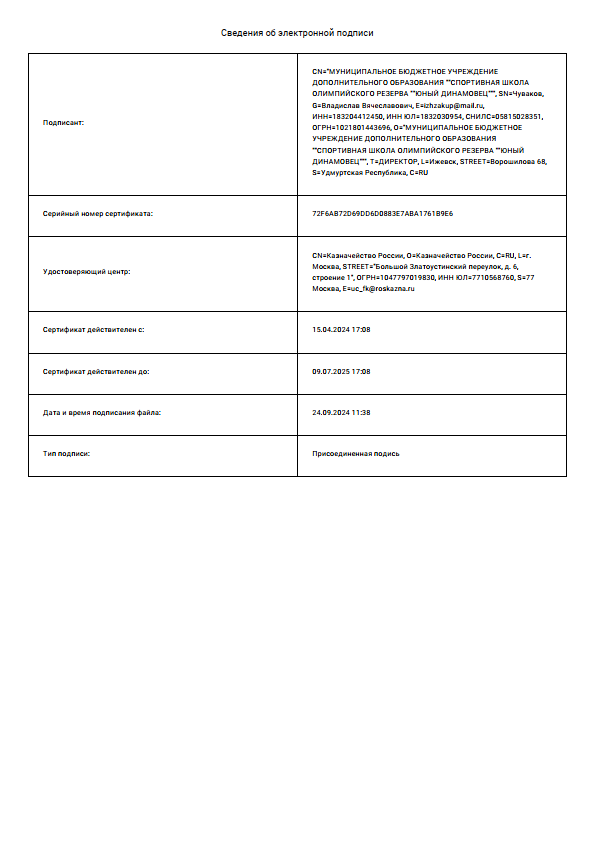 Сведения об электронной подписи
Подписант:
CN="МУНИЦИПАЛЬНОЕ БЮДЖЕТНОЕ УЧРЕЖДЕНИЕ
ДОПОЛНИТЕЛЬНОГО ОБРАЗОВАНИЯ ""СПОРТИВНАЯ ШКОЛА
ОЛИМПИЙСКОГО РЕЗЕРВА ""ЮНЫЙ ДИНАМОВЕЦ""", SN=Чуваков,
G=Владислав Вячеславович, E=izhzakup@mail.ru,
ИНН=183204412450, ИНН ЮЛ=1832030954, СНИЛС=05815028351,
ОГРН=1021801443696, O="МУНИЦИПАЛЬНОЕ БЮДЖЕТНОЕ
УЧРЕЖДЕНИЕ ДОПОЛНИТЕЛЬНОГО ОБРАЗОВАНИЯ
""СПОРТИВНАЯ ШКОЛА ОЛИМПИЙСКОГО РЕЗЕРВА ""ЮНЫЙ
ДИНАМОВЕЦ""", T=ДИРЕКТОР, L=Ижевск, STREET=Ворошилова 68,
S=Удмуртская Республика, C=RU
Серийный номер сертификата:
72F6AB72D69DD6D0883E7ABA1761B9E6
Удостоверяющий центр:
CN=Казначейство России, O=Казначейство России, C=RU, L=г.
Москва, STREET="Большой Златоустинский переулок, д. 6,
строение 1", ОГРН=1047797019830, ИНН ЮЛ=7710568760, S=77
Москва, E=uc_fk@roskazna.ru
Сертификат действителен с:
15.04.2024 17:08
Сертификат действителен до:
09.07.2025 17:08
Дата и время подписания файла:
24.09.2024 11:38
Тип подписи:
Присоединенная подись